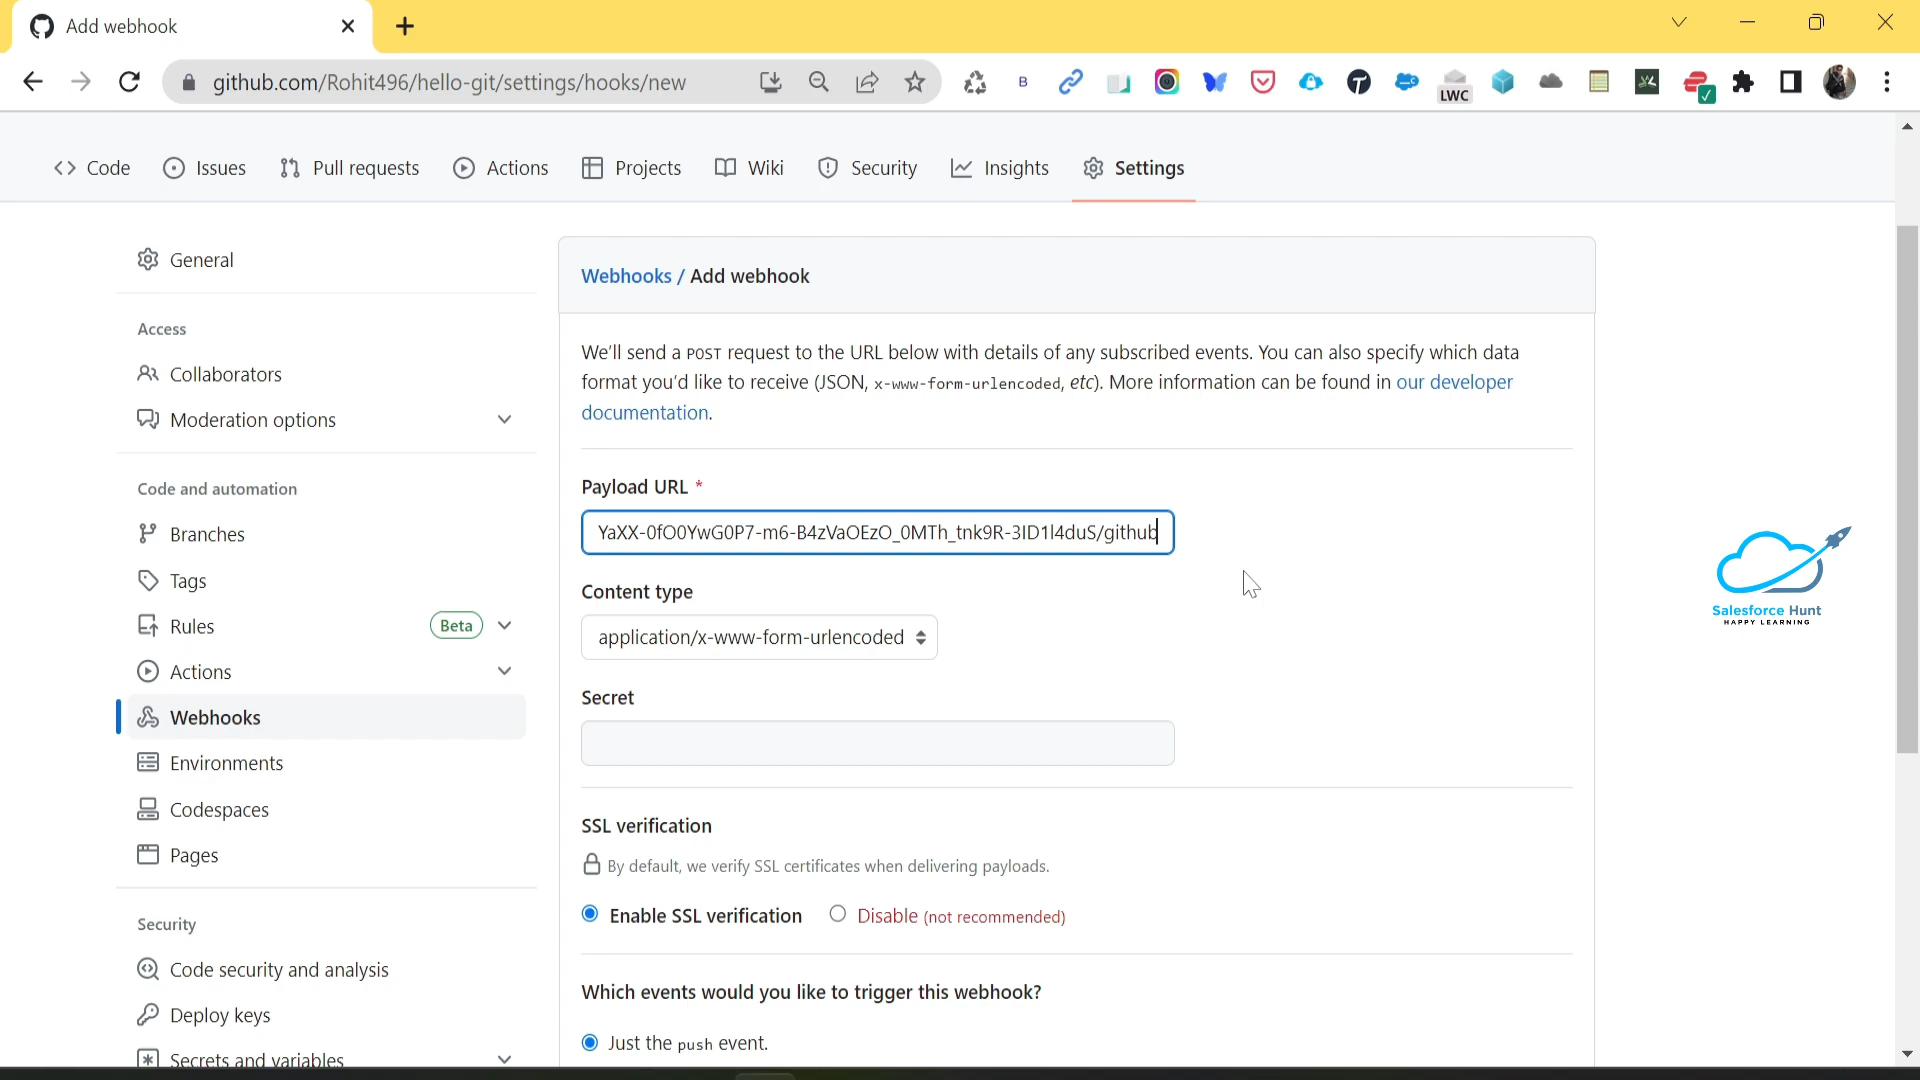 Add webhook
github.com/Rohit496/hello-git/settings/hooks/new
B
LWC
Code
Issues
Pull requests
Actions
Projects
Wiki
Security
Insights
Settings
General
Access
Collaborators
Moderation options
Code and automation
Branches
Tags
Rules
Beta
Actions
Webhooks
Environments
Codespaces
Pages
Security
Code security and analysis
Deploy keys
Secrets and variables
Webhooks / Add webhook
We'll send a POST request to the URL below with details of any subscribed events. You can also specify which data
format you'd like to receive (JSON, x-www-form-urlencoded, etc). More information can be found in our developer
documentation.
Payload URL *
YaXX-0fO0YwG0P7-m6-B4zVaOEzO_0MTh_tnk9R-3ID1l4duS/github
Content type
application/x-www-form-urlencoded
Secret
SSL verification
By default, we verify SSL certificates when delivering payloads.
Enable SSL verification
Disable (not recommended)
Which events would you like to trigger this webhook?
Just the push event.
Salesforce Hunt
HAPPY LEARNING